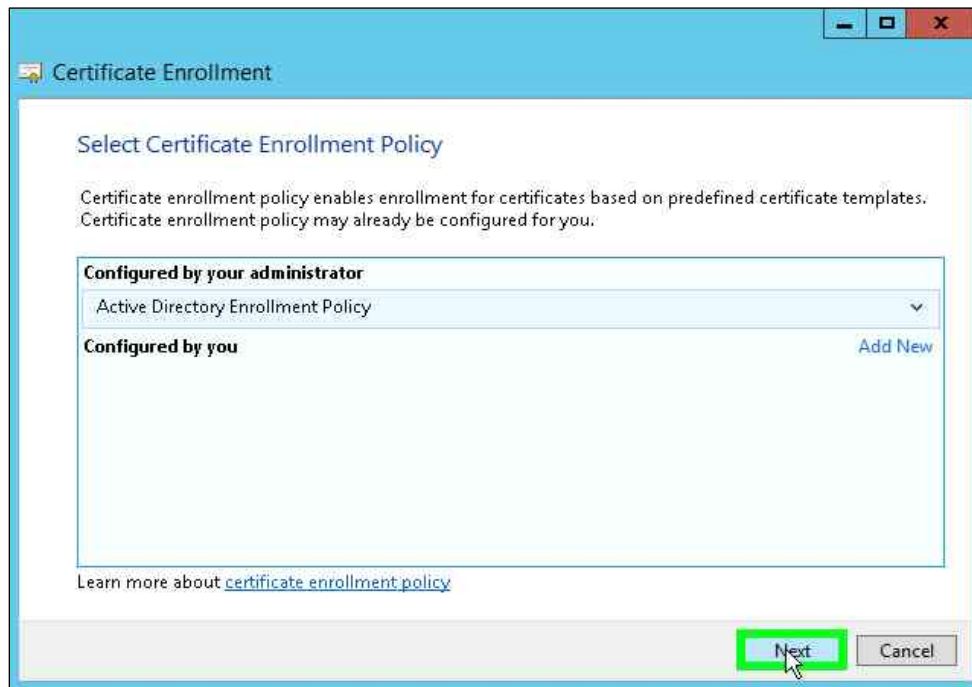 Certificate Enrollment
Select Certificate Enrollment Policy
Certificate enrollment policy enables enrollment for certificates based on predefined certificate templates.
Certificate enrollment policy may already be configured for you.
Configured by your administrator
Active Directory Enrollment Policy
Configured by you Add New
Learn more about certificate enrollment policy
Next Cancel